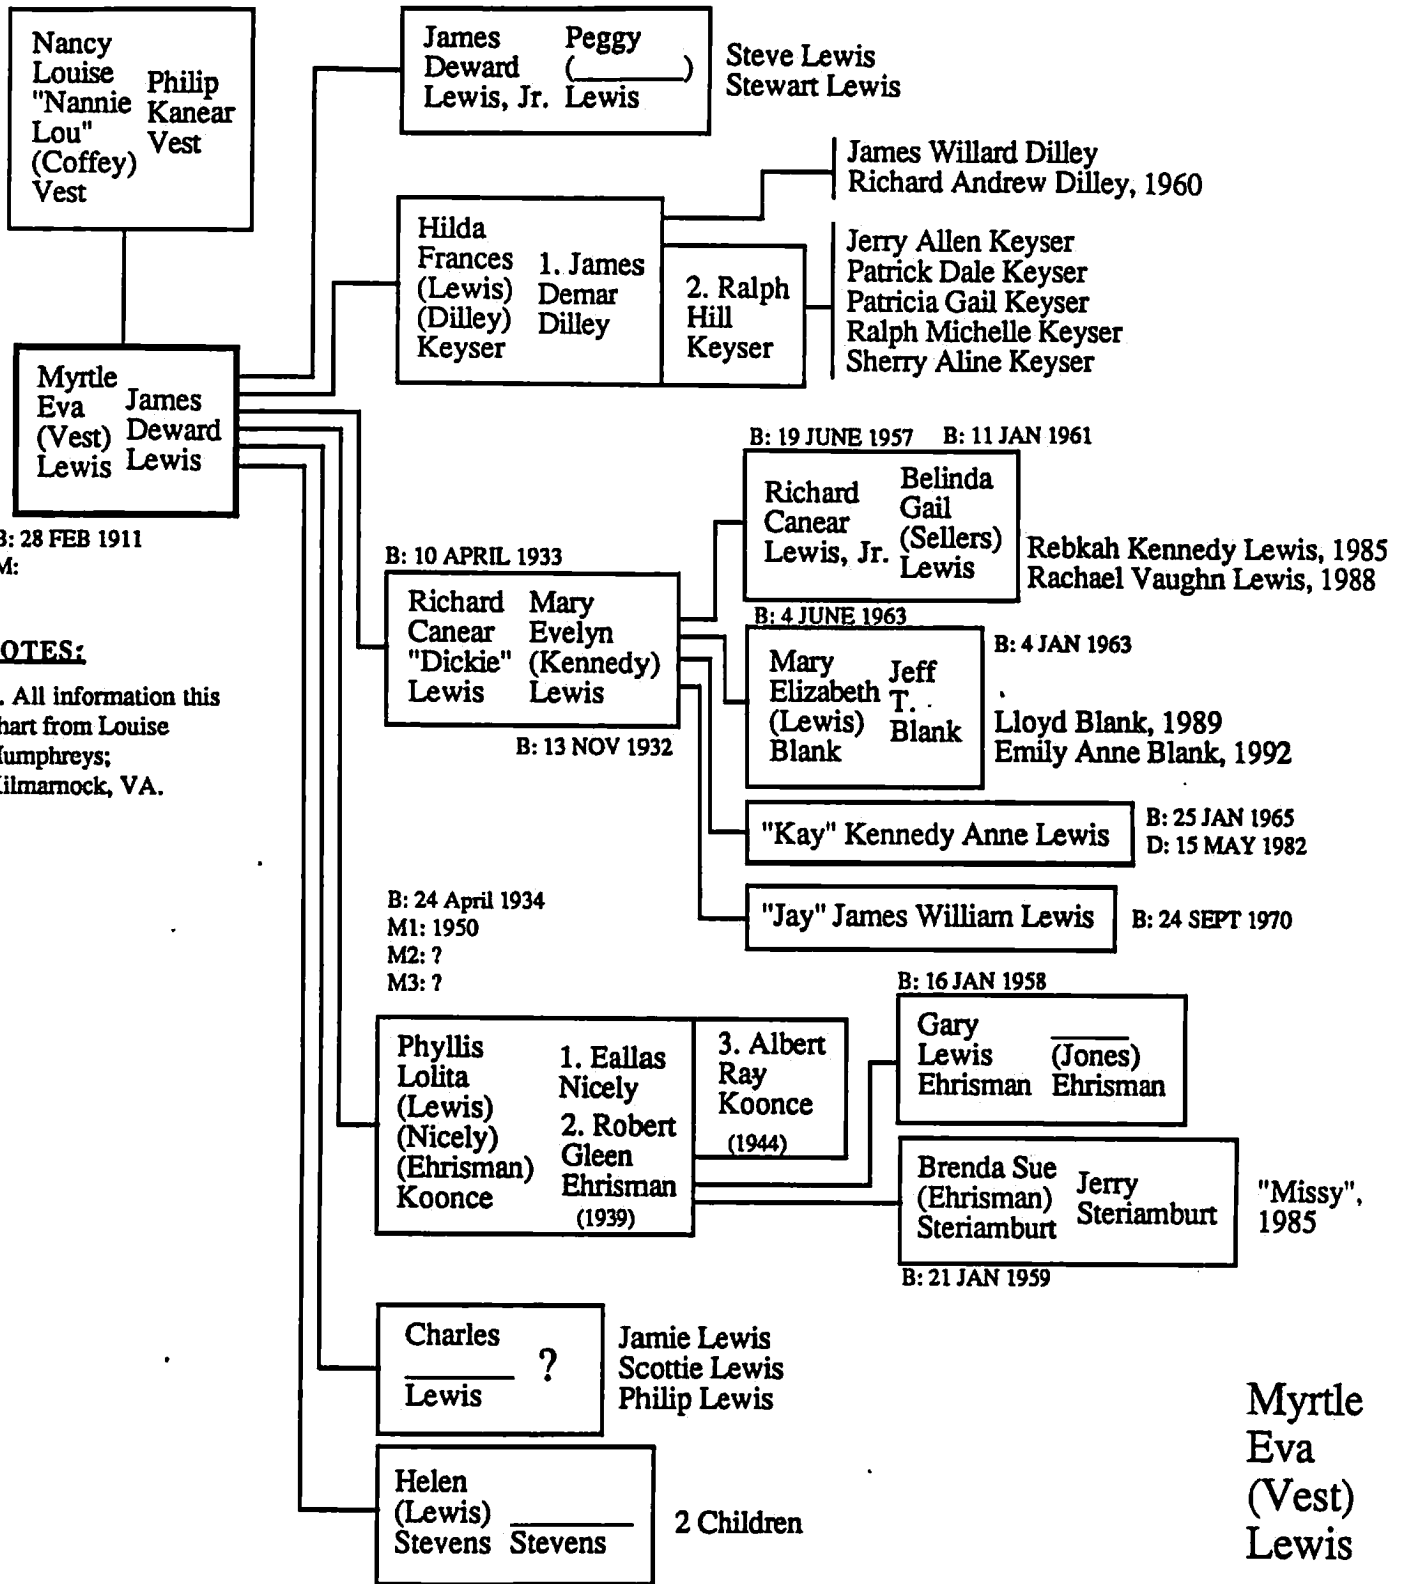 Nancy
Louise
"Nannie
Lou"
(Coffey)
Vest
Philip
Kanear
Vest
Myrtle
Eva
(Vest)
Lewis
James
Deward
Lewis
B: 28 FEB 1911
M:
OTES:
. All information this
hart from Louise
umphreys;
ilmarnock, VA.
James
Deward
Lewis, Jr.
Peggy
(________)
Lewis
Steve Lewis
Stewart Lewis
Hilda
Frances
(Lewis)
(Dilley)
Keyser
1. James
Demar
Dilley
2. Ralph
Hill
Keyser
James Willard Dilley
Richard Andrew Dilley, 1960
Jerry Allen Keyser
Patrick Dale Keyser
Patricia Gail Keyser
Ralph Michelle Keyser
Sherry Aline Keyser
B: 10 APRIL 1933
Richard
Canear
"Dickie"
Lewis
Mary
Evelyn
(Kennedy)
Lewis
B: 13 NOV 1932
B: 19 JUNE 1957 B: 11 JAN 1961
Richard
Canear
Lewis, Jr.
Belinda
Gail
(Sellers)
Lewis
Rebkah Kennedy Lewis, 1985
Rachael Vaughn Lewis, 1988
B: 4 JUNE 1963
Mary
Elizabeth
(Lewis)
Blank
Jeff
T.
Blank
B: 4 JAN 1963
Lloyd Blank, 1989
Emily Anne Blank, 1992
"Kay" Kennedy Anne Lewis
B: 25 JAN 1965
D: 15 MAY 1982
"Jay" James William Lewis
B: 24 SEPT 1970
B: 24 April 1934
M1: 1950
M2: ?
M3: ?
Phyllis
Lolita
(Lewis)
(Nicely)
(Ehrisman)
Koonce
1. Eallas
Nicely
2. Robert
Gleen
Ehrisman
(1939)
3. Albert
Ray
Koonce
(1944)
B: 16 JAN 1958
Gary
Lewis
Ehrisman
______
(Jones)
Ehrisman
Brenda Sue
(Ehrisman)
Steriamburt
Jerry
Steriamburt
B: 21 JAN 1959
"Missy",
1985
Charles
________
Lewis
?
Jamie Lewis
Scottie Lewis
Philip Lewis
Helen
(Lewis)
Stevens
________
Stevens
2 Children
Myrtle
Eva
(Vest)
Lewis